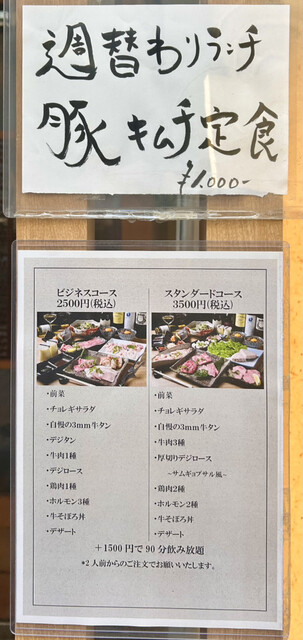 週替わりランチ
豚キムチ定食
¥1,000-
ビジネスコース
2500円(税込)
・前菜
・チョレギサラダ
・自慢の3mm牛タン
・デジタン
・牛肉1種
・デジロース
・鶏肉1種
・ホルモン3種
・牛そぼろ丼
・デザート
スタンダードコース
3500円(税込)
・前菜
・チョレギサラダ
・自慢の3mm牛タン
・牛肉3種
・厚切りデジロース
~サムギョプサル風~
・鶏肉2種
・ホルモン2種
・牛そぼろ丼
・デザート
+1500円で90分飲み放題
*2人前からのご注文でお願いいたします。